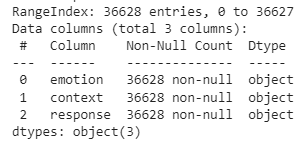 RangeIndex: 36628 entries, 0 to 36627
Data columns (total 3 columns):
 #   Column    Non-Null Count  Dtype
---  ------    --------------  -----
 0   emotion   36628 non-null  object
 1   context   36628 non-null  object
 2   response  36628 non-null  object
dtypes: object(3)